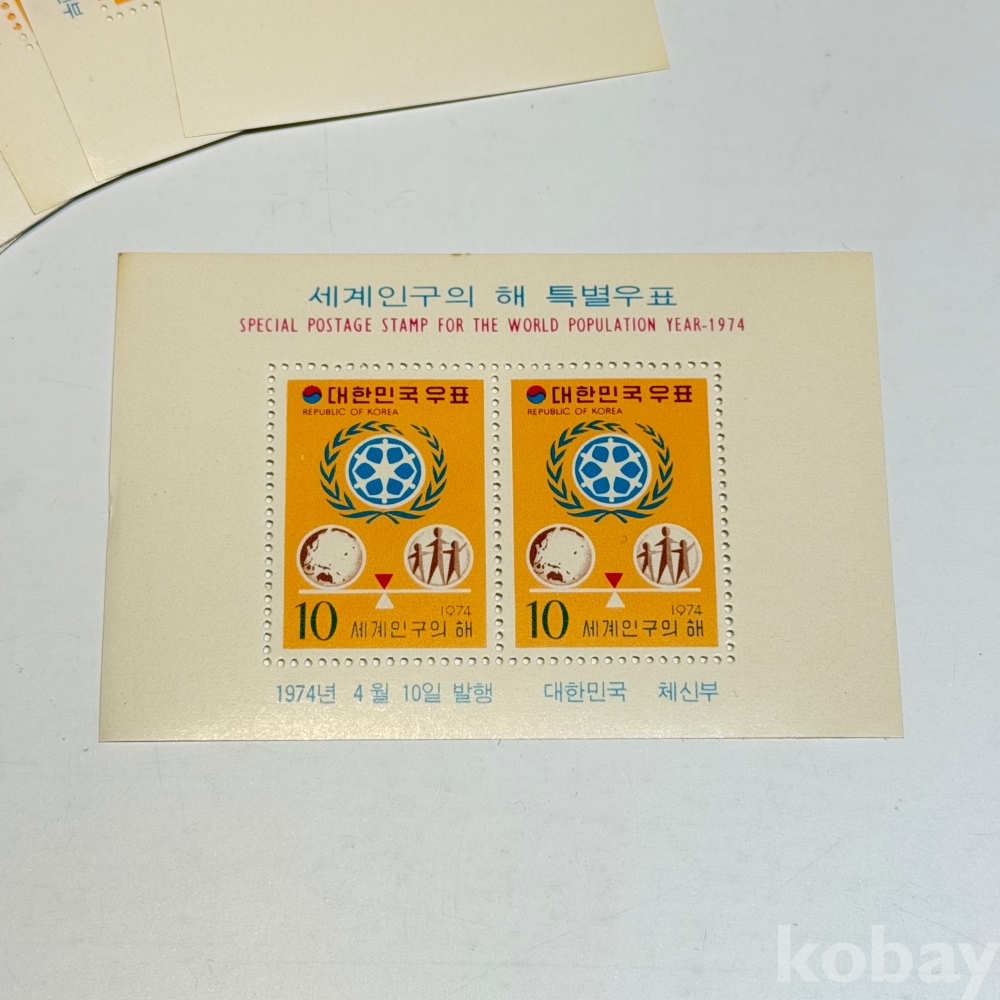 세계인구의 해 특별우표
SPECIAL POSTAGE STAMP FOR THE WORLD POPULATION YEAR-1974
대한민국우표
REPUBLIC OF KOREA
10
1974
세계인구의 해
대한민국우표
REPUBLIC OF KOREA
10
1974
세계인구의 해
1974년 4월 10일 발행 대한민국 체신부
kobay